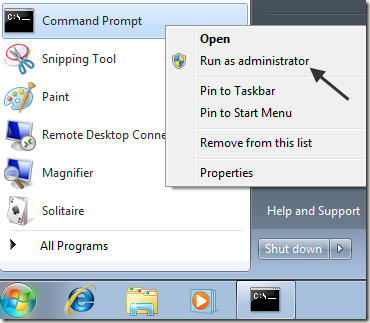 Command Prompt
Snipping Tool
Paint
Remote Desktop Conne
Magnifier
Solitaire
All Programs
Open
Run as administrator
Pin to Taskbar
Pin to Start Menu
Remove from this list
Properties
Help and Support
Shut down